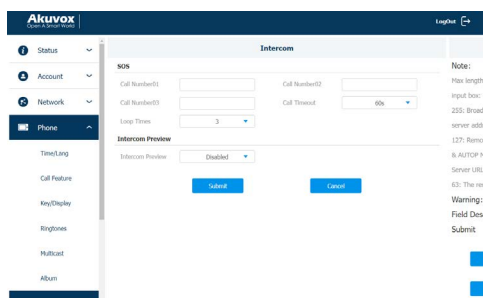 Akuvox
Open A Smart World
LogOut
Status
Account
Network
Phone
Time/Lang
Call Feature
Key/Display
Ringtones
Multicast
Album
Intercom
SOS
Call Number01
Call Number02
Call Number03
Call Timeout
60s
Loop Times
3
Intercom Preview
Intercom Preview
Disabled
Submit
Cancel
Note:
Max length
input box:
255: Broad
server addr
127: Remo
& AUTOP M
Server URL
63: The re
Warning:
Field Des
Submit